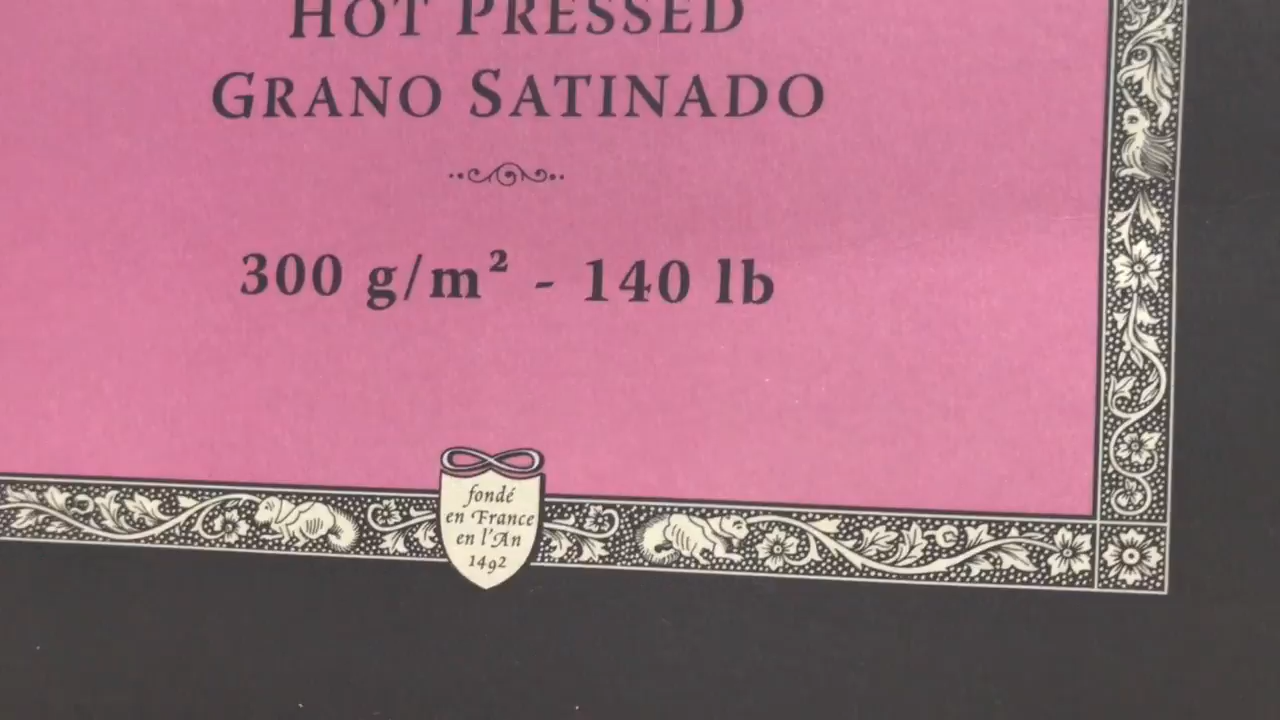 HOT PRESSED
GRANO SATINADO
300 g/m² - 140 lb
fondé
en France
en l'An
1492